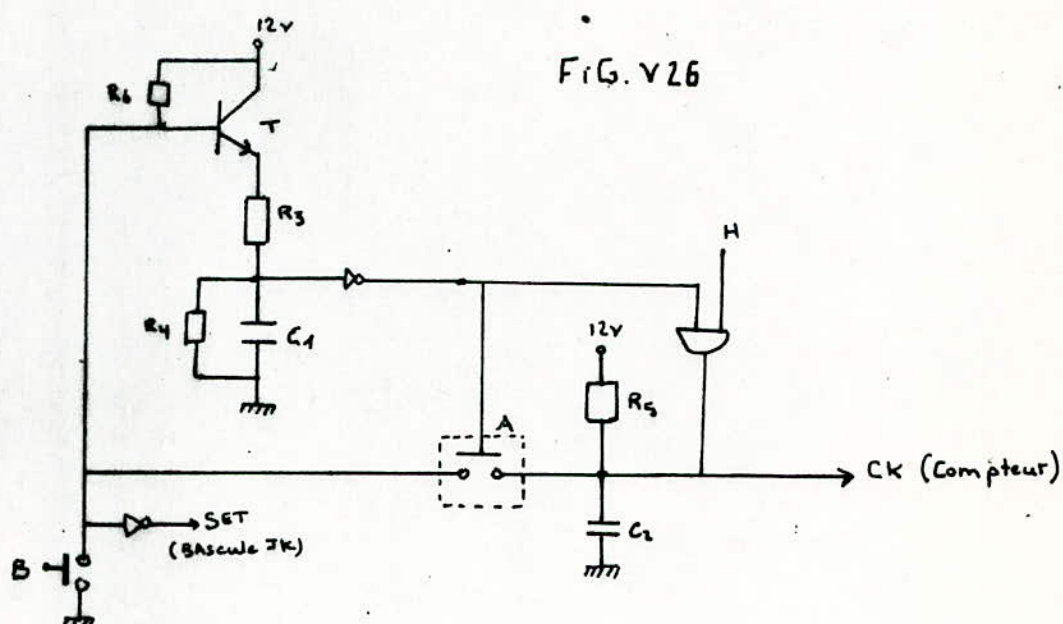 12v
FiG. V26
R6
T
R3
H
R4
C1
12v
R5
A
CK (Compteur)
SET
(BAscule JK)
C2
B